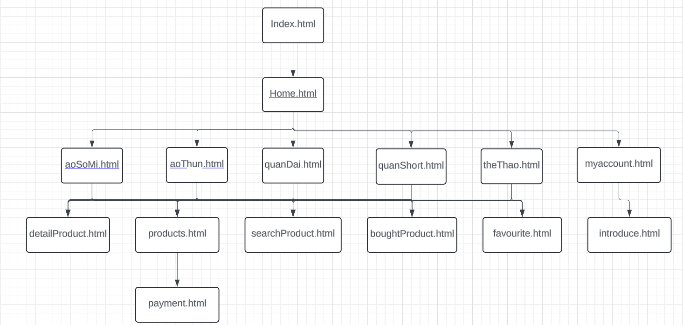 Index.html
Home.html
aoSoMi.html
aoThun.html
quanDai.html
quanShort.html
theThao.html
myaccount.html
detailProduct.html
products.html
searchProduct.html
boughtProduct.html
favourite.html
introduce.html
payment.html